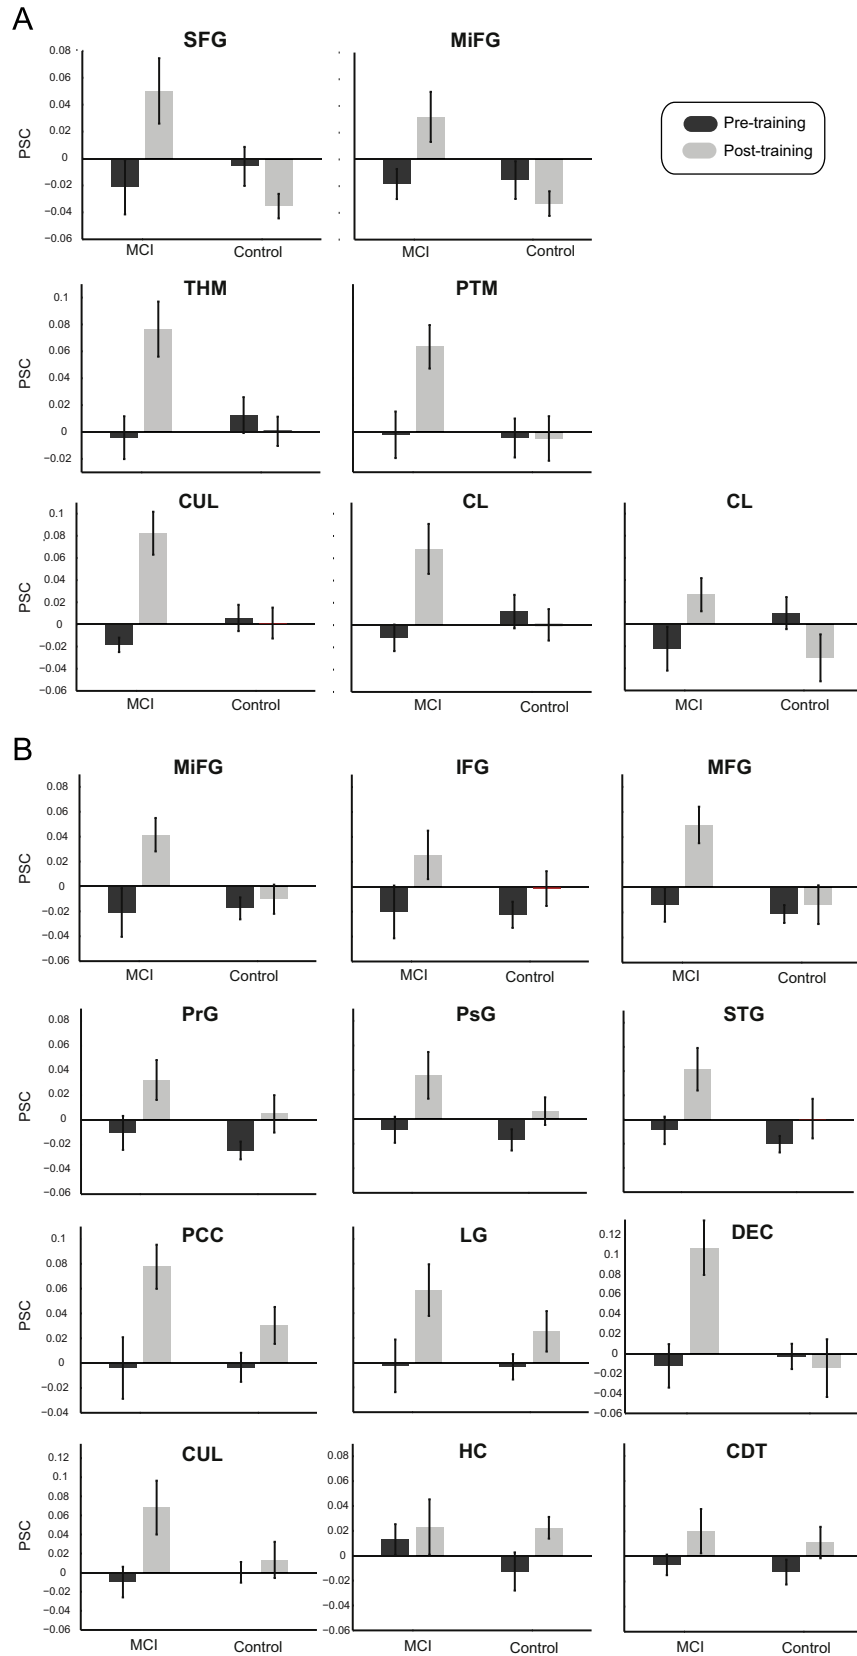 A
SFG
MiFG
0.08
0.06
0.04
0.02
0
−0.02
−0.04
−0.06
PSC
MCI
Control
MCI
Control
Pre-training
Post-training
THM
PTM
0.1
0.08
0.06
0.04
0.02
0
−0.02
PSC
CUL
CL
CL
0.1
0.08
0.06
0.04
0.02
0
−0.02
−0.04
−0.06
PSC
MCI
Control
MCI
Control
MCI
Control
B
MiFG
IFG
MFG
0.08
0.06
0.04
0.02
0
−0.02
−0.04
−0.06
PSC
MCI
Control
MCI
Control
MCI
Control
PrG
PsG
STG
0.08
0.06
0.04
0.02
0
−0.02
−0.04
−0.06
PSC
PCC
LG
DEC
0.1
0.08
0.06
0.04
0.02
0
−0.02
−0.04
PSC
0.12
0.1
0.08
0.06
0.04
0.02
0
−0.02
−0.04
−0.06
CUL
HC
CDT
0.12
0.1
0.08
0.06
0.04
0.02
0
−0.02
−0.04
−0.06
PSC
0.08
0.06
0.04
0.02
0
−0.02
−0.04
−0.06
MCI
Control
MCI
Control
MCI
Control